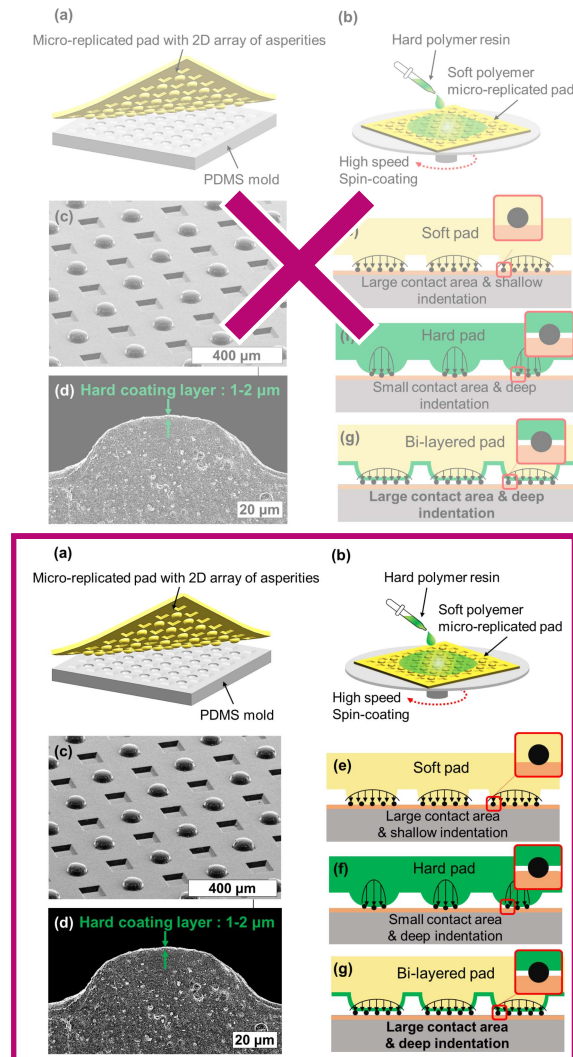 (a)
Micro-replicated pad with 2D array of asperities
PDMS mold
(b)
Hard polymer resin
Soft polyemer
micro-replicated pad
High speed
Spin-coating
(c)
400 µm
(d) Hard coating layer : 1-2 µm
20 µm
Soft pad
Large contact area & shallow
indentation
Hard pad
Small contact area & deep
indentation
(g) Bi-layered pad
Large contact area & deep
indentation
(a)
Micro-replicated pad with 2D array of asperities
PDMS mold
(b)
Hard polymer resin
Soft polyemer
micro-replicated pad
High speed
Spin-coating
(c)
400 µm
(d) Hard coating layer : 1-2 µm
20 µm
(e) Soft pad
Large contact area
& shallow indentation
(f) Hard pad
Small contact area
& deep indentation
(g) Bi-layered pad
Large contact area
& deep indentation